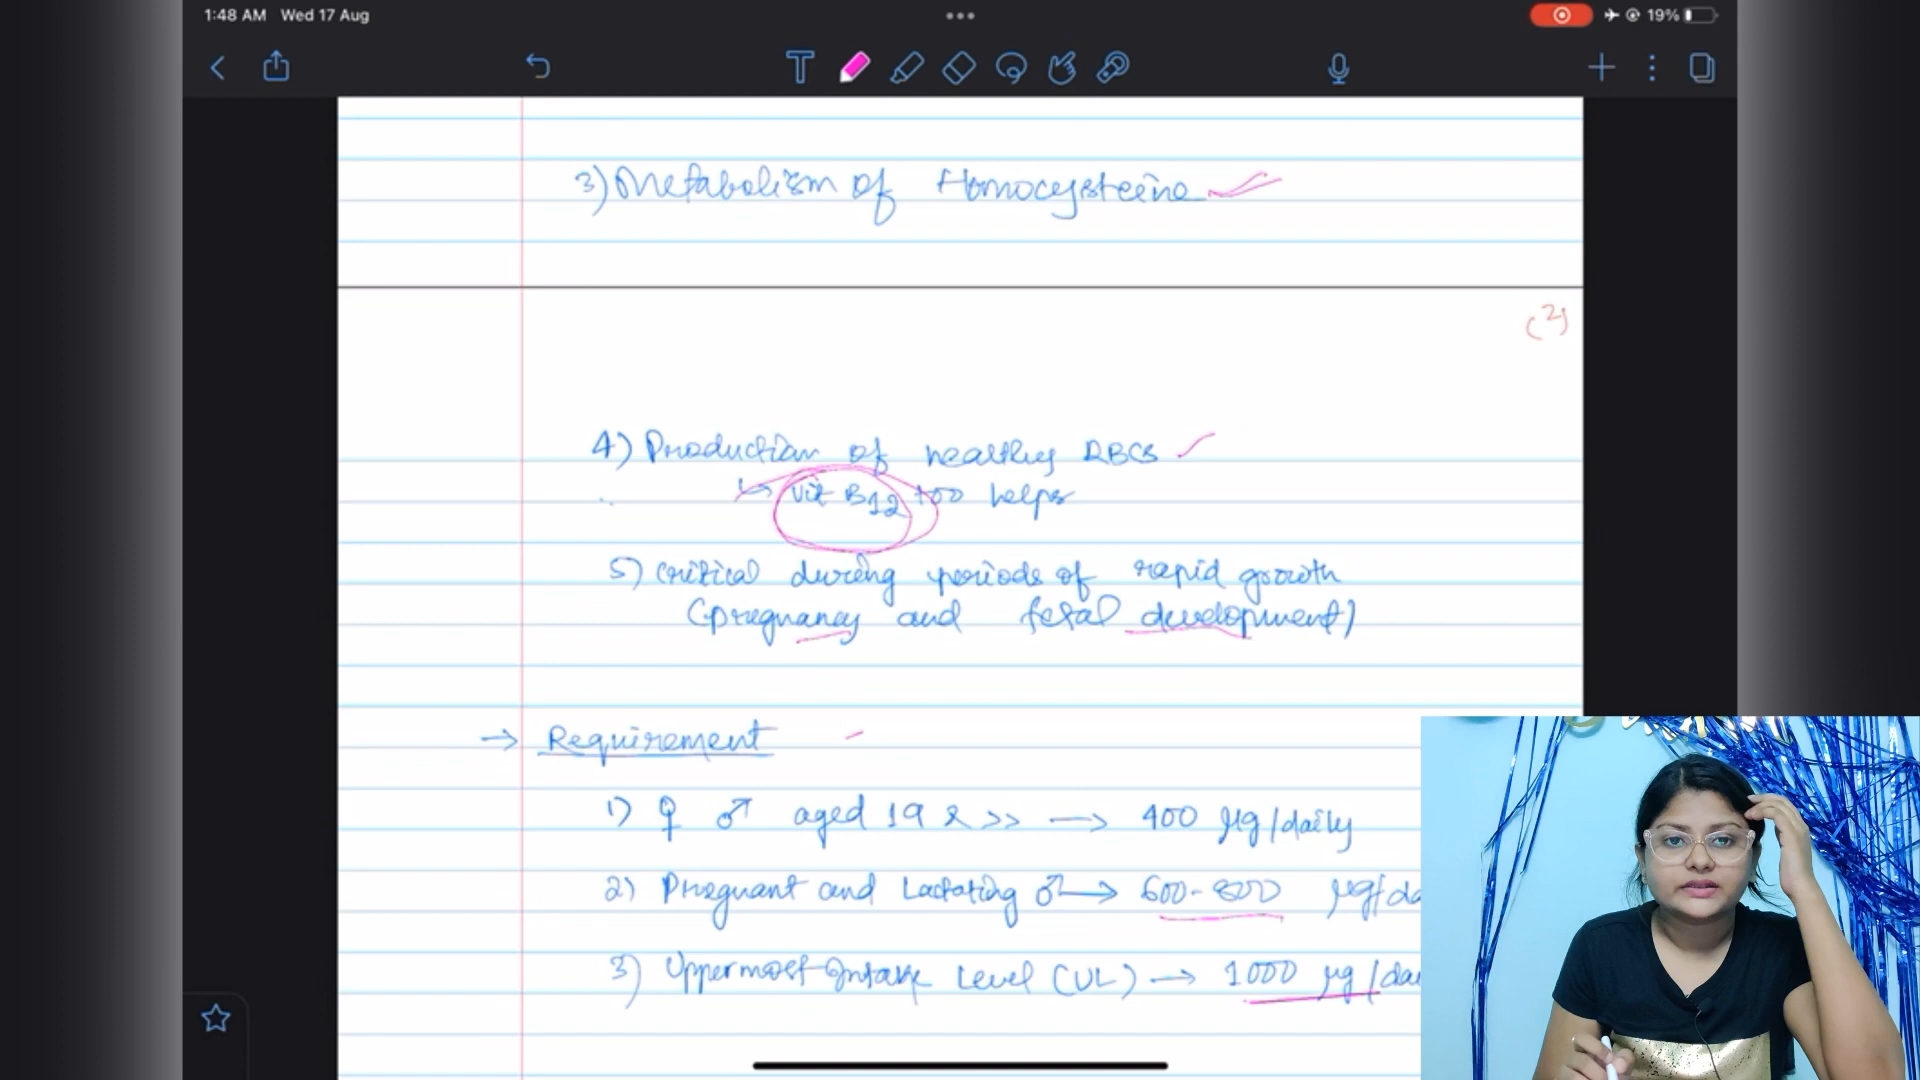 1:48 AM Wed 17 Aug
19%
3) Metabolism of Homocysteine
(2)
4) Production of healthy RBCs
↳ Vit B12 too helps
5) Critical during periods of rapid growth
(pregnancy and fetal development)
→ Requirement
1) ♀ ♂ aged 19 & >> → 400 µg/daily
2) Pregnant and Lactating ♂ → 600-800 µg/da
3) Uppermost Intake Level (UL) → 1000 µg/dai